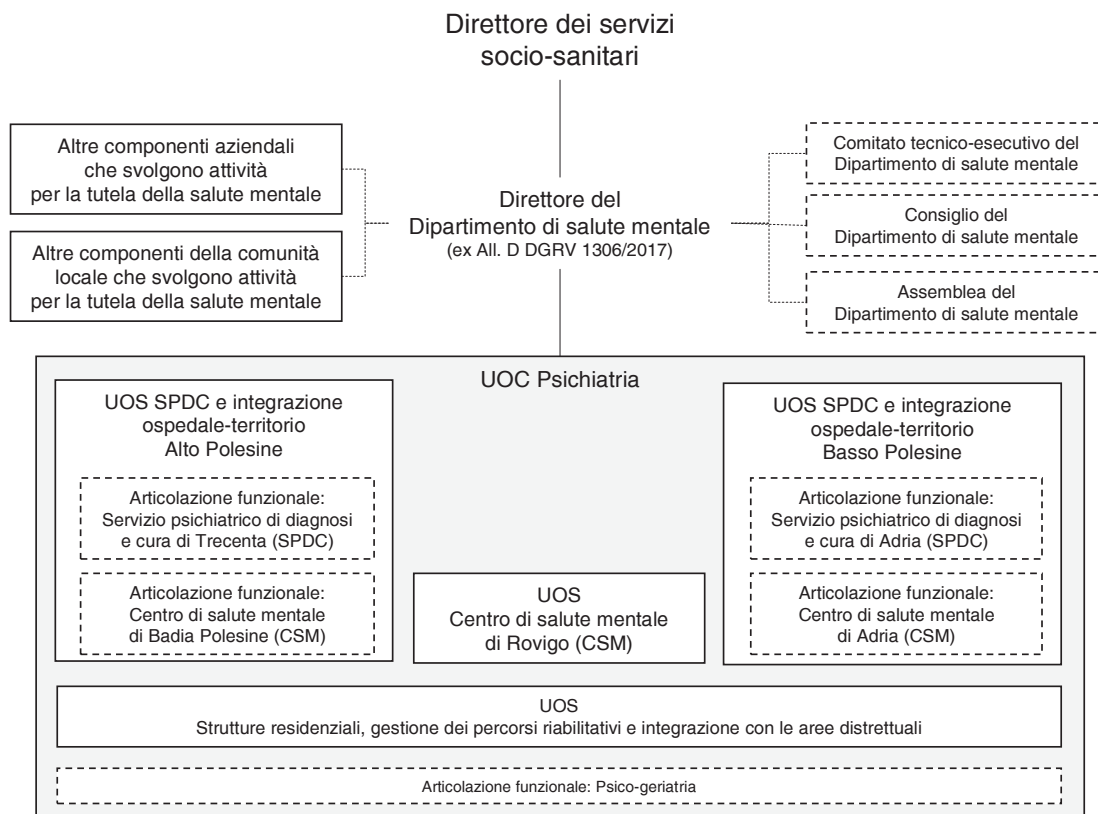 Direttore dei servizi
socio-sanitari
Altre componenti aziendali
che svolgono attività
per la tutela della salute mentale
Altre componenti della comunità
locale che svolgono attività
per la tutela della salute mentale
Direttore del
Dipartimento di salute mentale
(ex All. D DGRV 1306/2017)
Comitato tecnico-esecutivo del
Dipartimento di salute mentale
Consiglio del
Dipartimento di salute mentale
Assemblea del
Dipartimento di salute mentale
UOC Psichiatria
UOS SPDC e integrazione
ospedale-territorio
Alto Polesine
Articolazione funzionale:
Servizio psichiatrico di diagnosi
e cura di Trecenta (SPDC)
Articolazione funzionale:
Centro di salute mentale
di Badia Polesine (CSM)
UOS
Centro di salute mentale
di Rovigo (CSM)
UOS SPDC e integrazione
ospedale-territorio
Basso Polesine
Articolazione funzionale:
Servizio psichiatrico di diagnosi
e cura di Adria (SPDC)
Articolazione funzionale:
Centro di salute mentale
di Adria (CSM)
UOS
Strutture residenziali, gestione dei percorsi riabilitativi e integrazione con le aree distrettuali
Articolazione funzionale: Psico-geriatria